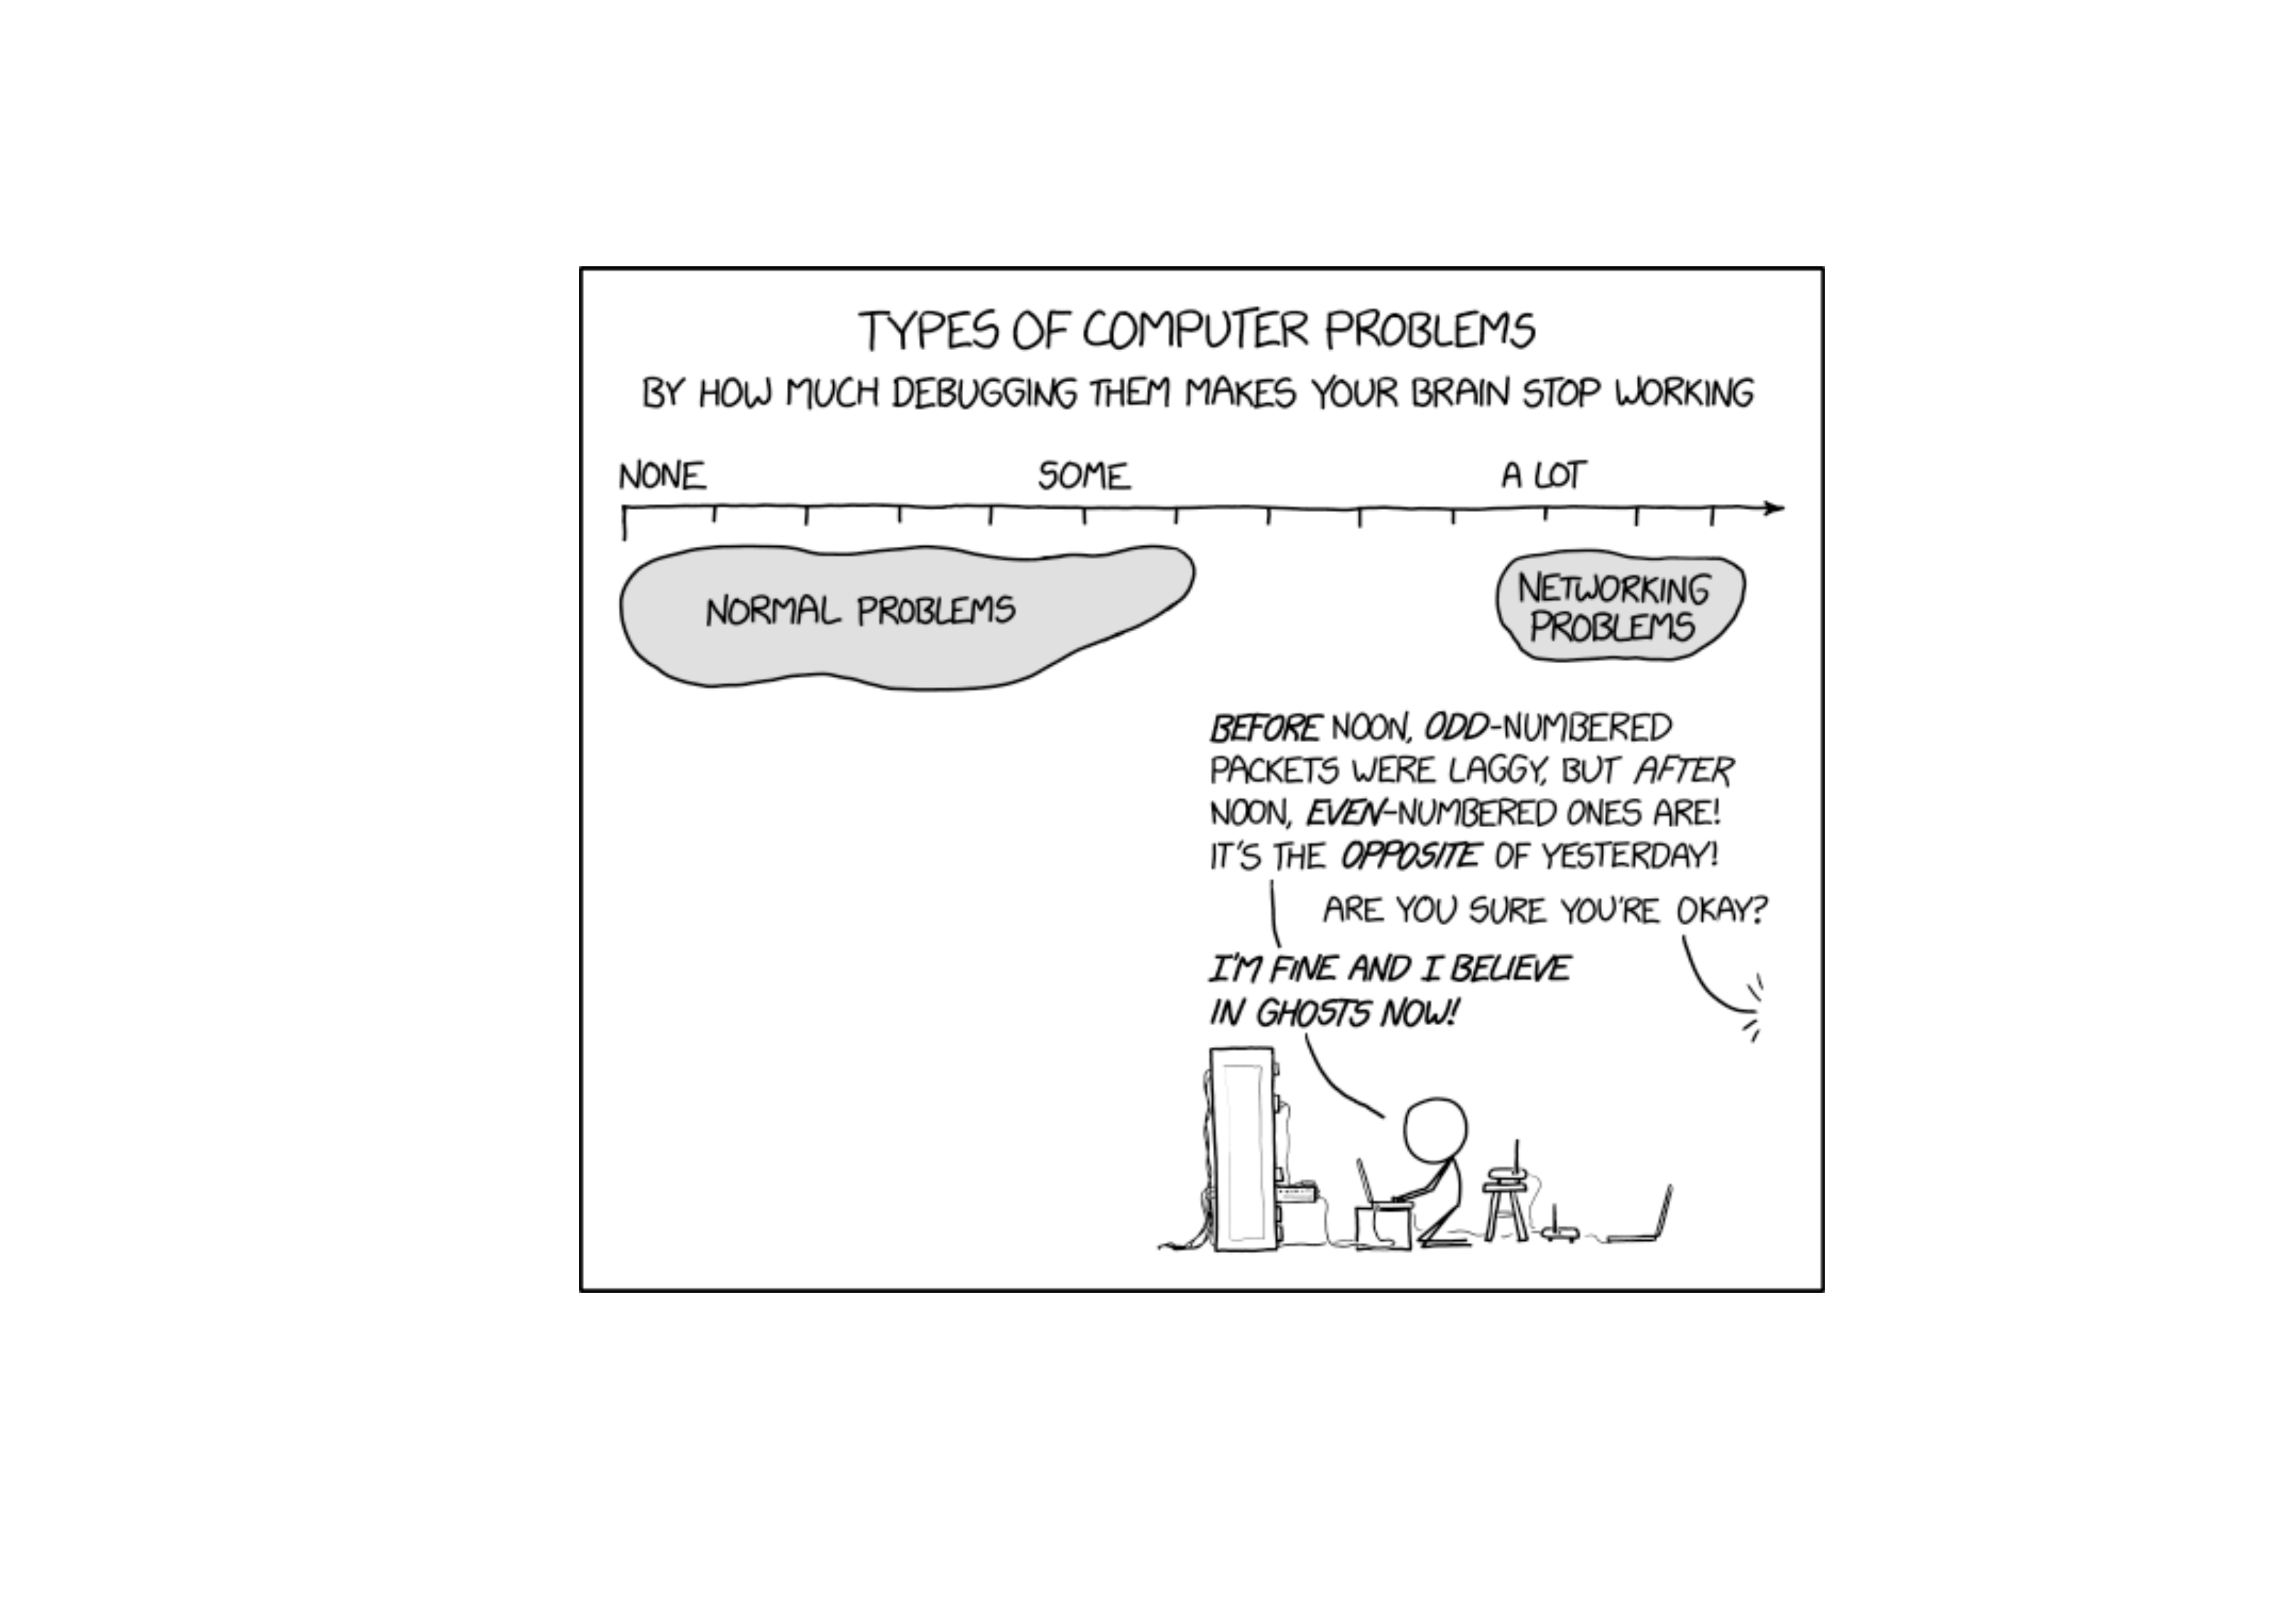 TYPES OF COMPUTER PROBLEMS
BY HOW MUCH DEBUGGING THEM MAKES YOUR BRAIN STOP WORKING
NONE
SOME
A LOT
NORMAL PROBLEMS
NETWORKING
PROBLEMS
BEFORE NOON, ODD-NUMBERED
PACKETS WERE LAGGY, BUT AFTER
NOON, EVEN-NUMBERED ONES ARE!
IT'S THE OPPOSITE OF YESTERDAY!
ARE YOU SURE YOU'RE OKAY?
I'M FINE AND I BELIEVE
IN GHOSTS NOW!